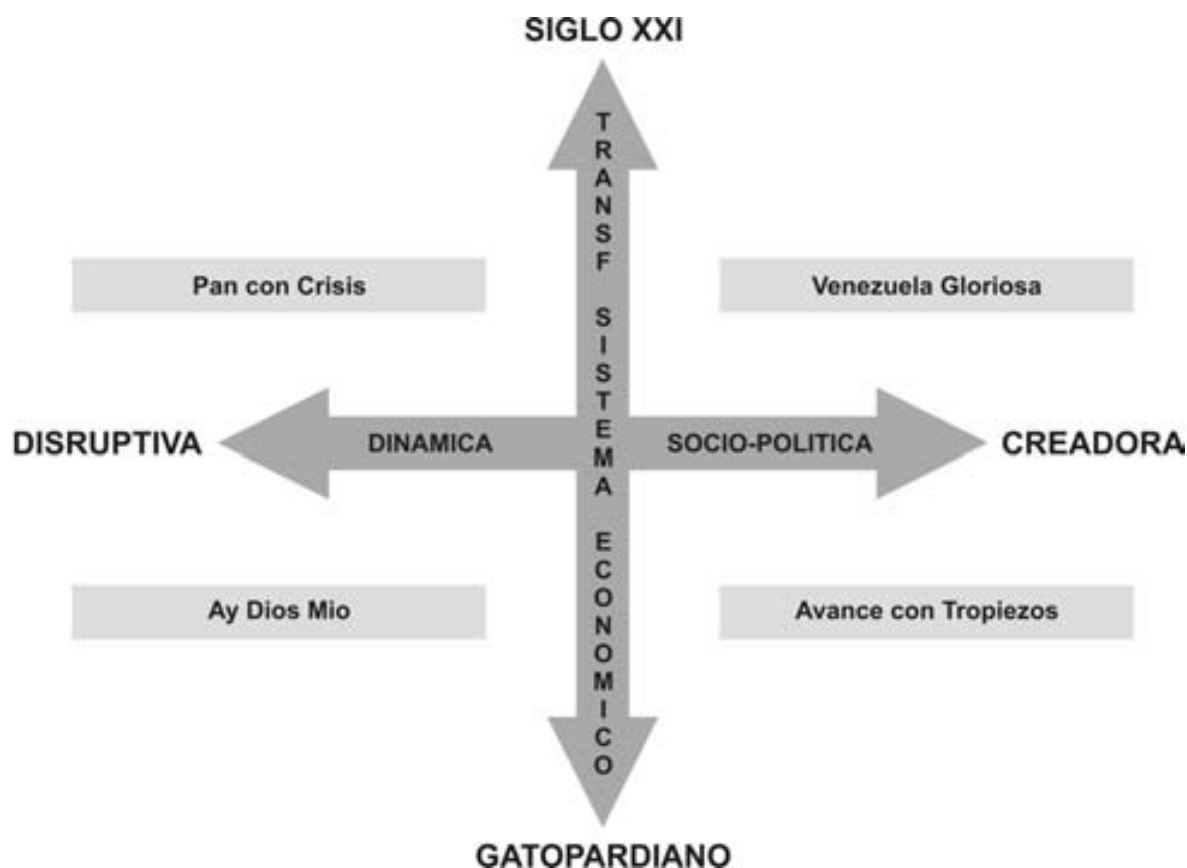 SIGLO XXI
TRANSF SISTEMA ECONOMICO
Pan con Crisis
Venezuela Gloriosa
DISRUPTIVA
DINAMICA
SOCIO-POLITICA
CREADORA
Ay Dios Mio
Avance con Tropiezos
GATOPARDIANO